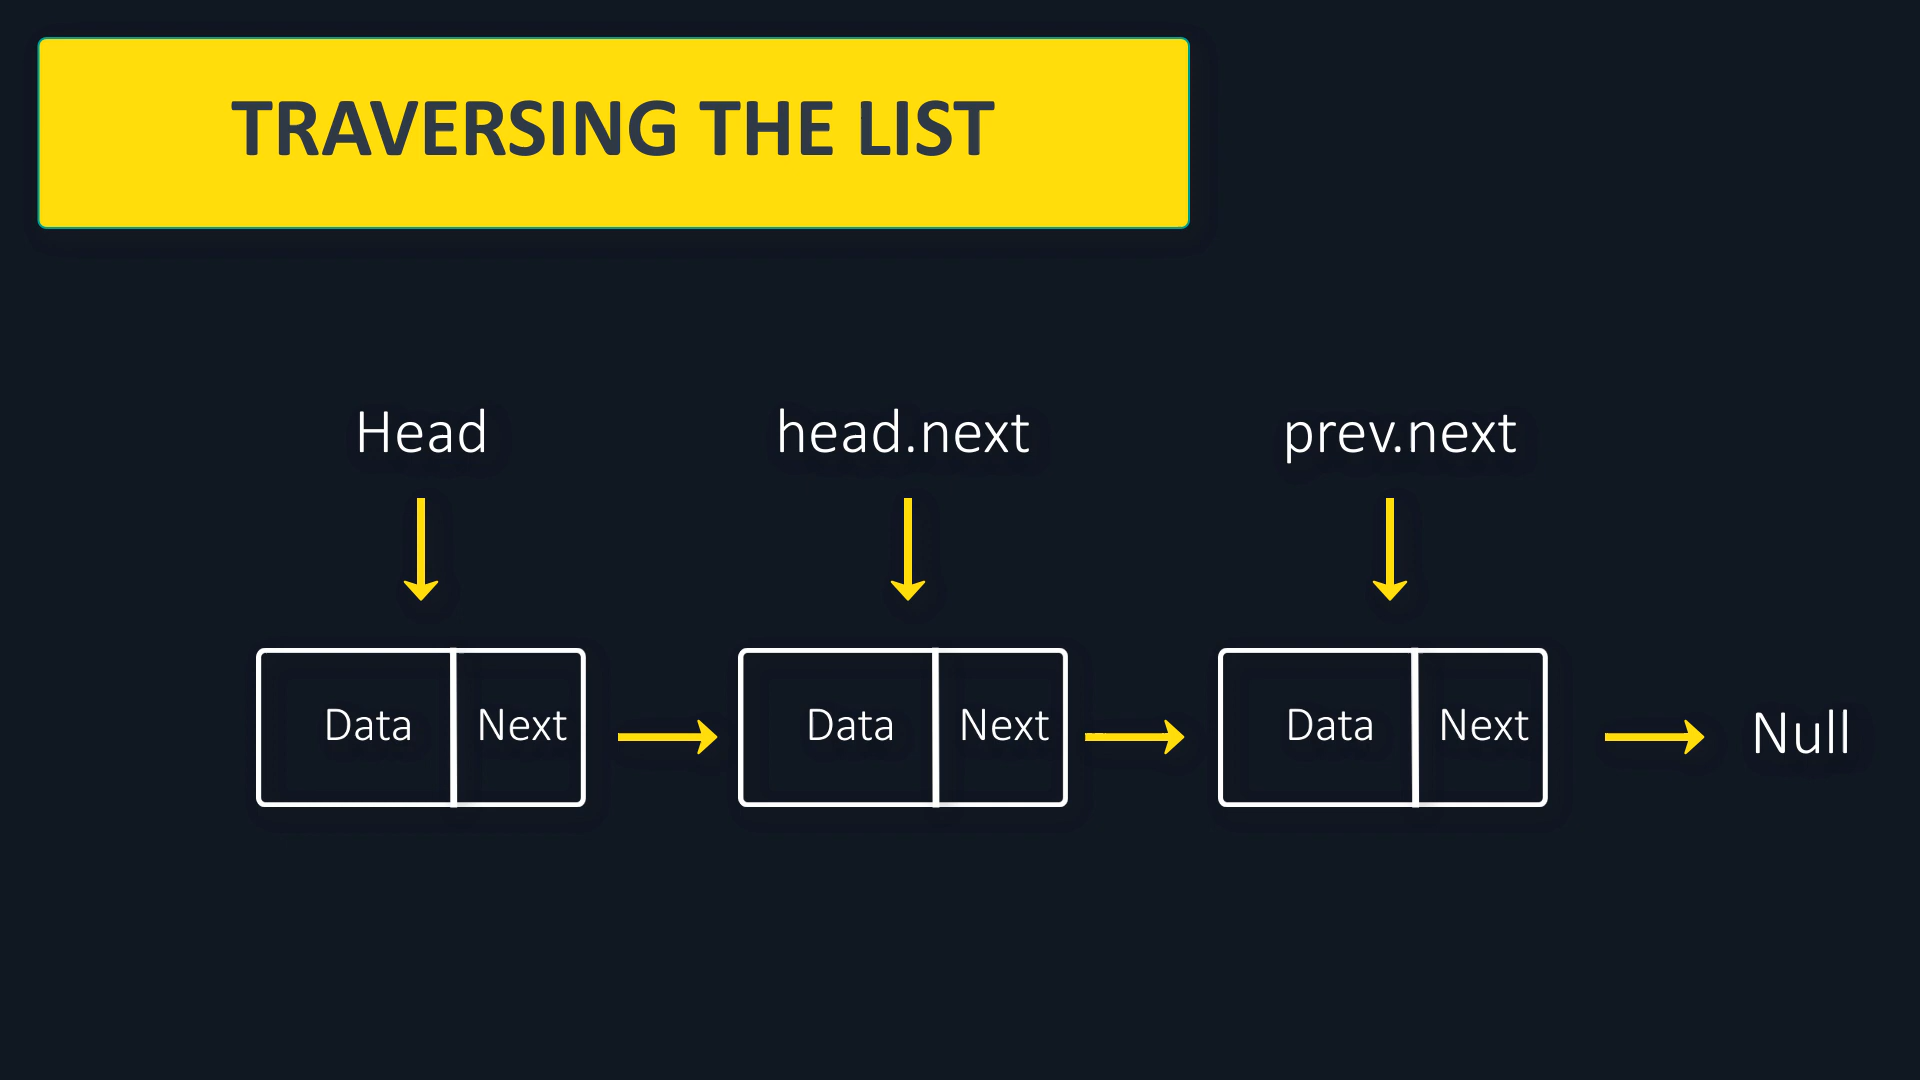 TRAVERSING THE LIST
Head head.next prev.next
Data Next Data Next Data Next Null